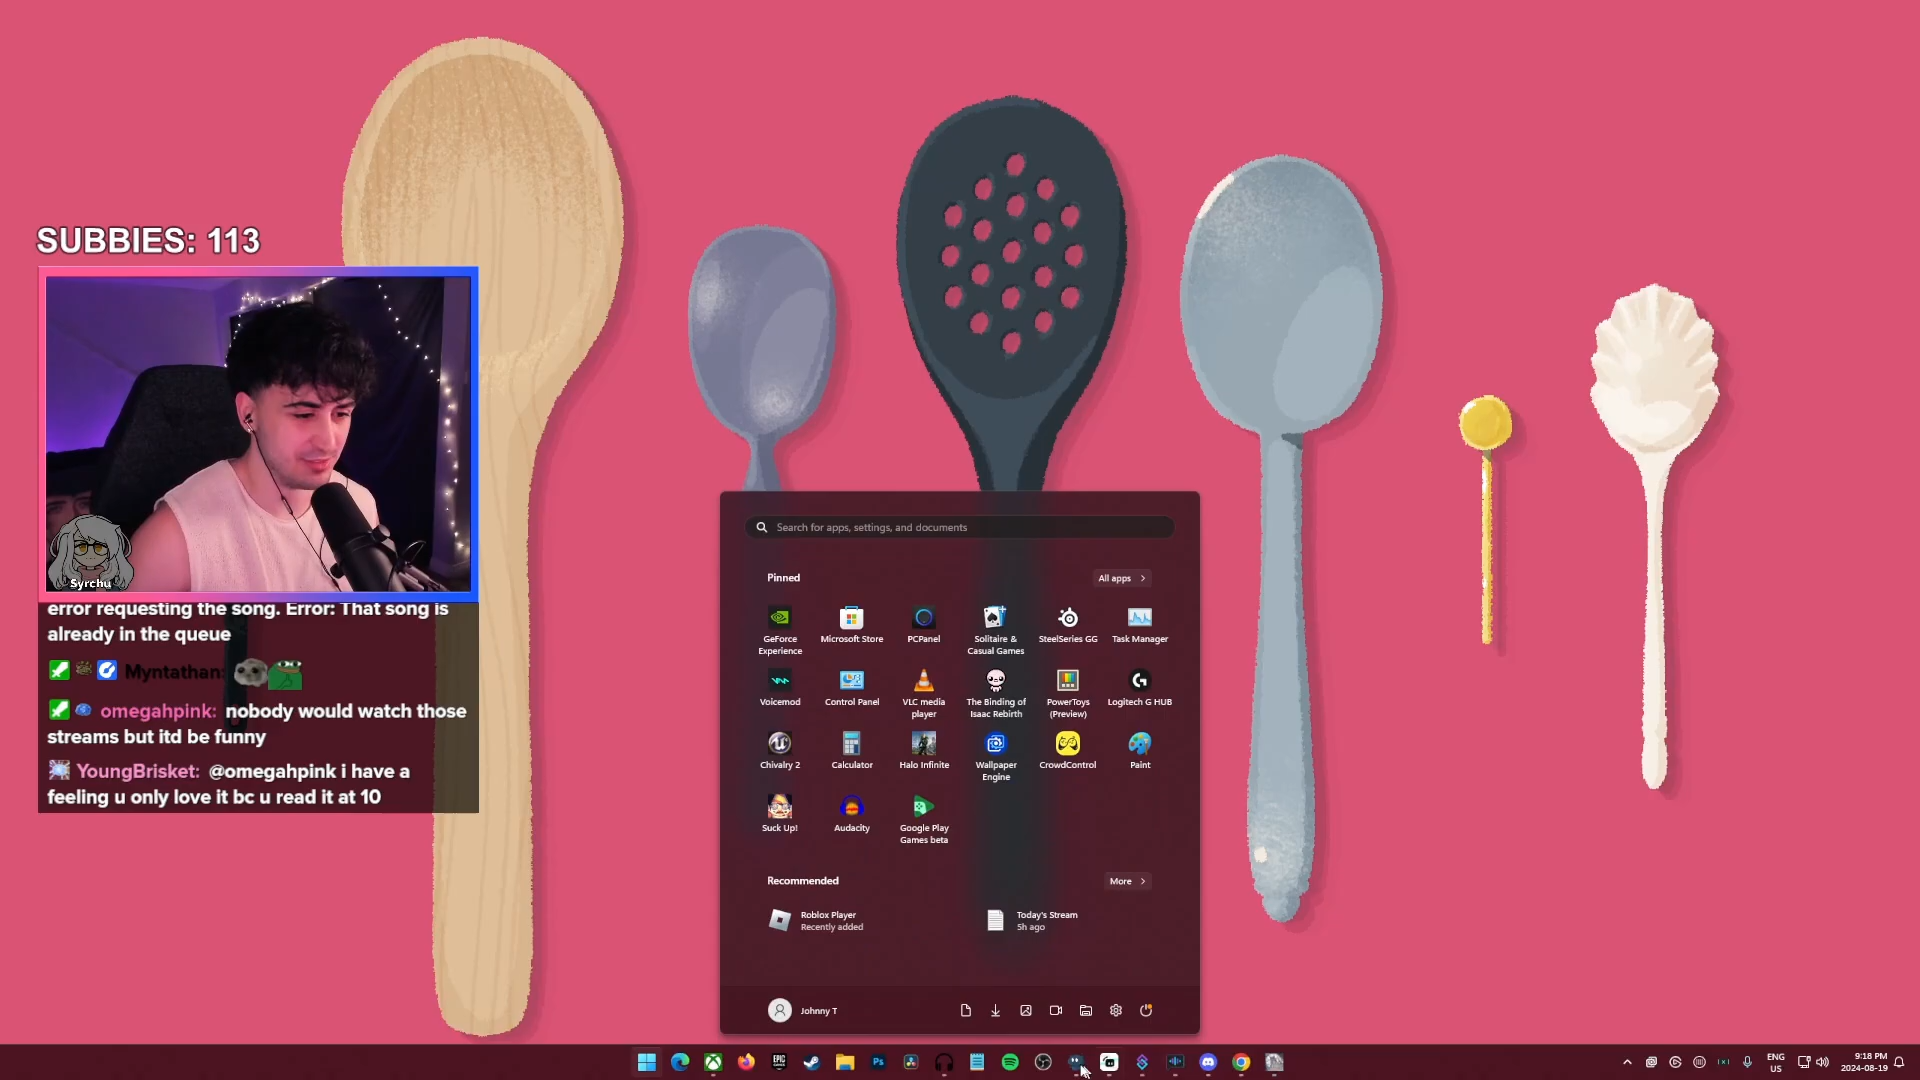 SUBBIES: 113
Syrchu
error requesting the song. Error: That song is
already in the queue
Myntathan:
omegahpink: nobody would watch those
streams but itd be funny
YoungBrisket: @omegahpink i have a
feeling u only love it bc u read it at 10
Search for apps, settings, and documents
Pinned
All apps
GeForce
Experience
Microsoft Store
PCPanel
Solitaire &
Casual Games
SteelSeries GG
Task Manager
Voicemod
Control Panel
VLC media
player
The Binding of
Isaac Rebirth
PowerToys
(Preview)
Logitech G HUB
Chivalry 2
Calculator
Halo Infinite
Wallpaper
Engine
CrowdControl
Paint
Suck Up!
Audacity
Google Play
Games beta
Recommended
More
Roblox Player
Recently added
Today's Stream
5h ago
Johnny T
EPIC
GAMES
Ps
ENG
US
9:18 PM
2024-08-19